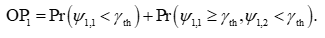 OP₁ = Pr(ψ₁,₁ < γ_th) + Pr(ψ₁,₁ ≥ γ_th, ψ₁,₂ < γ_th).